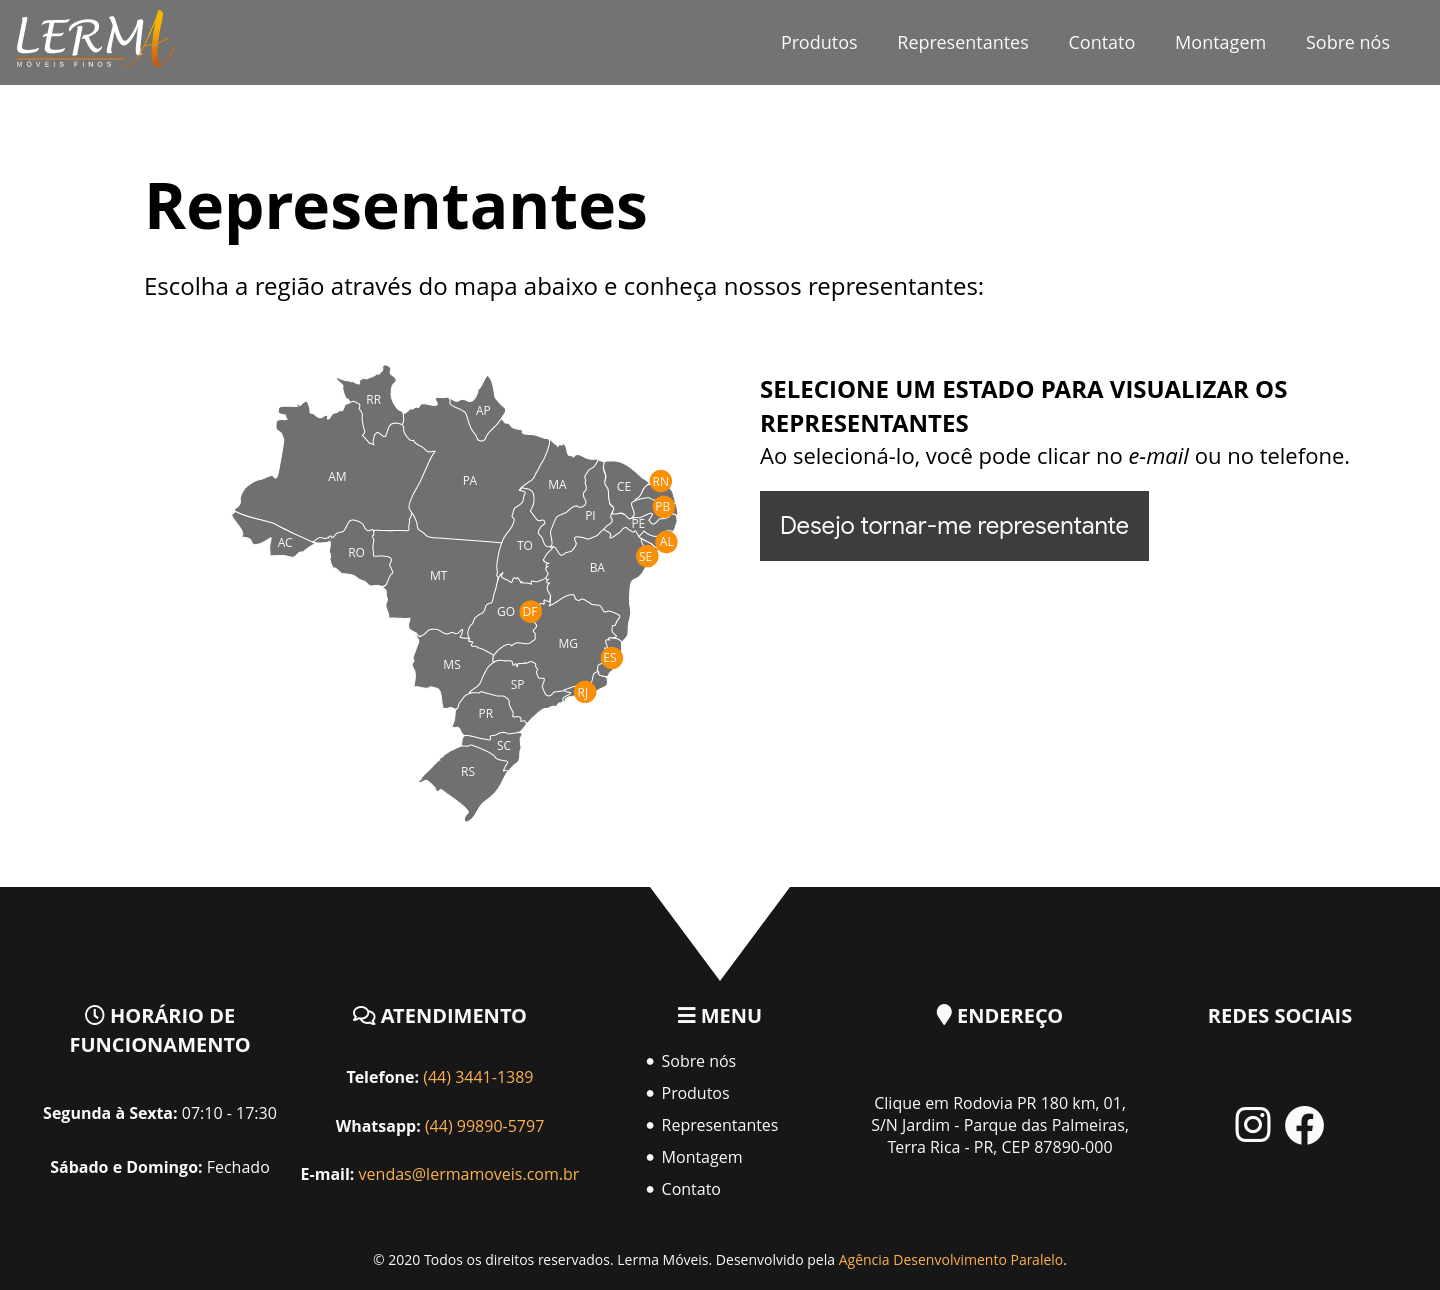 LERMA
MÓVEIS FINOS
Produtos
Representantes
Contato
Montagem
Sobre nós
Representantes
Escolha a região através do mapa abaixo e conheça nossos representantes:
RR
AP
AM
PA
MA
CE
RN
PI
PB
PE
AC
RO
TO
AL
SE
MT
BA
GO
DF
MG
MS
ES
SP
RJ
PR
SC
RS
SELECIONE UM ESTADO PARA VISUALIZAR OS
REPRESENTANTES
Ao selecioná-lo, você pode clicar no e-mail ou no telefone.
Desejo tornar-me representante
HORÁRIO DE
FUNCIONAMENTO
Segunda à Sexta: 07:10 - 17:30
Sábado e Domingo: Fechado
ATENDIMENTO
Telefone: (44) 3441-1389
Whatsapp: (44) 99890-5797
E-mail: vendas@lermamoveis.com.br
MENU
Sobre nós
Produtos
Representantes
Montagem
Contato
ENDEREÇO
Clique em Rodovia PR 180 km, 01,
S/N Jardim - Parque das Palmeiras,
Terra Rica - PR, CEP 87890-000
REDES SOCIAIS
© 2020 Todos os direitos reservados. Lerma Móveis. Desenvolvido pela Agência Desenvolvimento Paralelo.